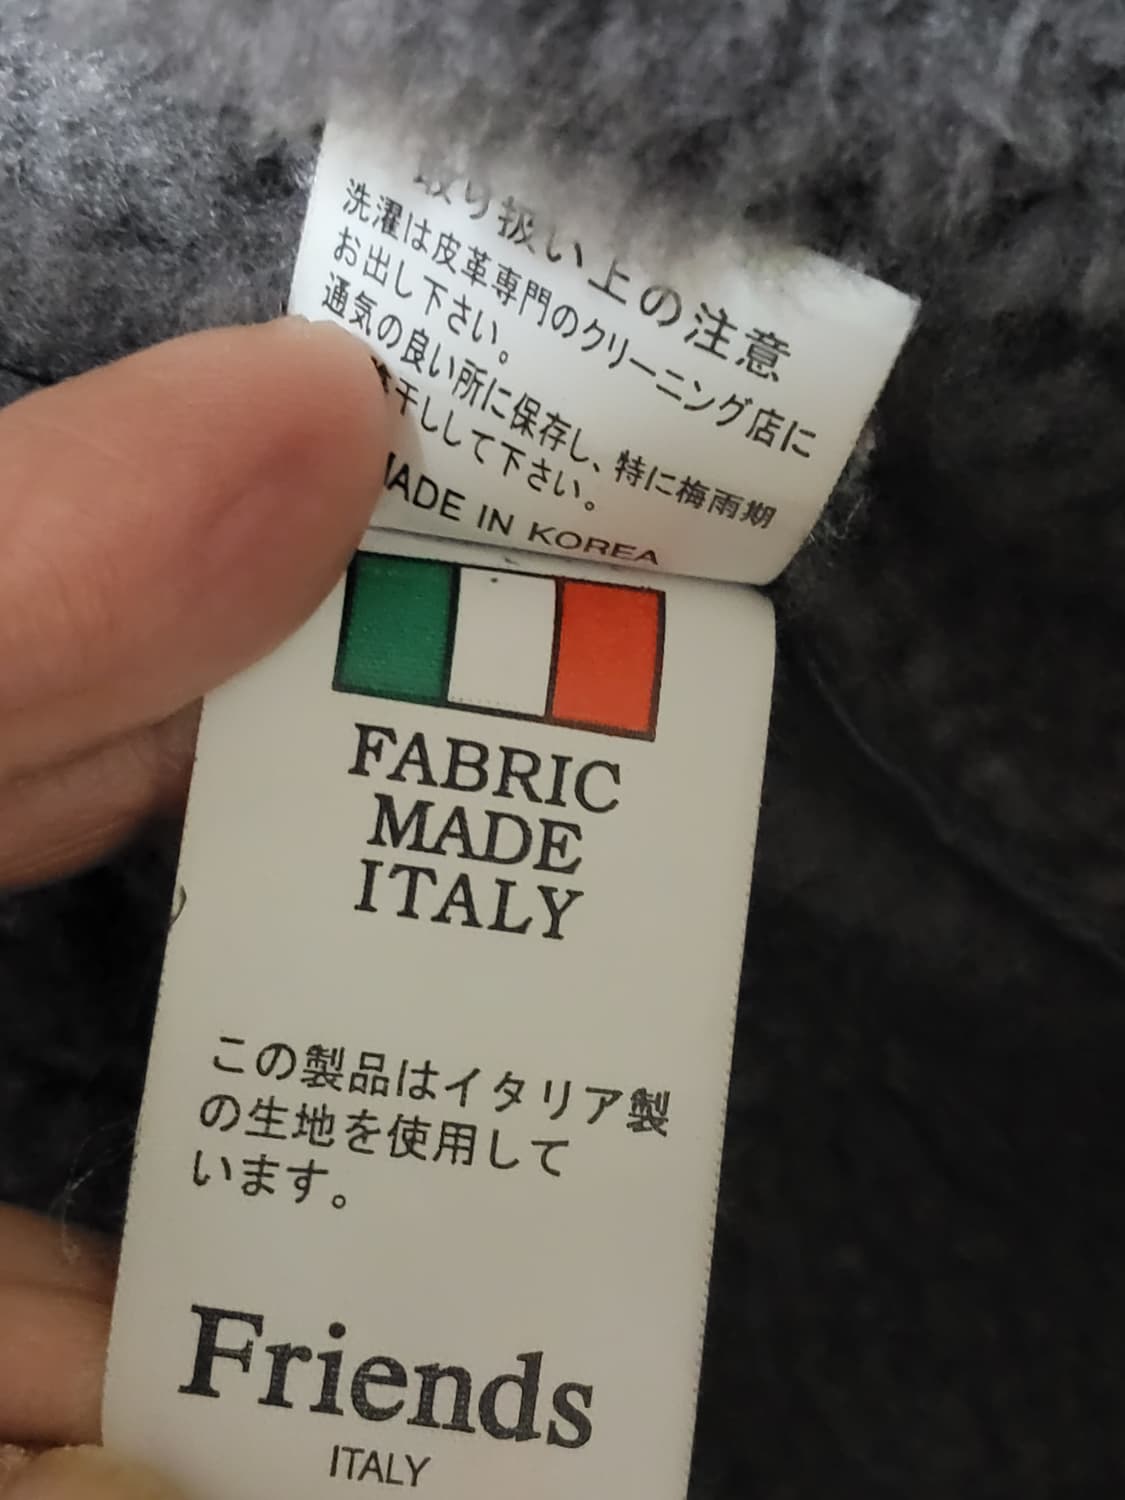 取り扱い上の注意
洗濯は皮革専門のクリーニング店に
お出し下さい。
通気の良い所に保存し、特に梅雨期
陰干しして下さい。
MADE IN KOREA
FABRIC
MADE
ITALY
この製品はイタリア製
の生地を使用して
います。
Friends
ITALY